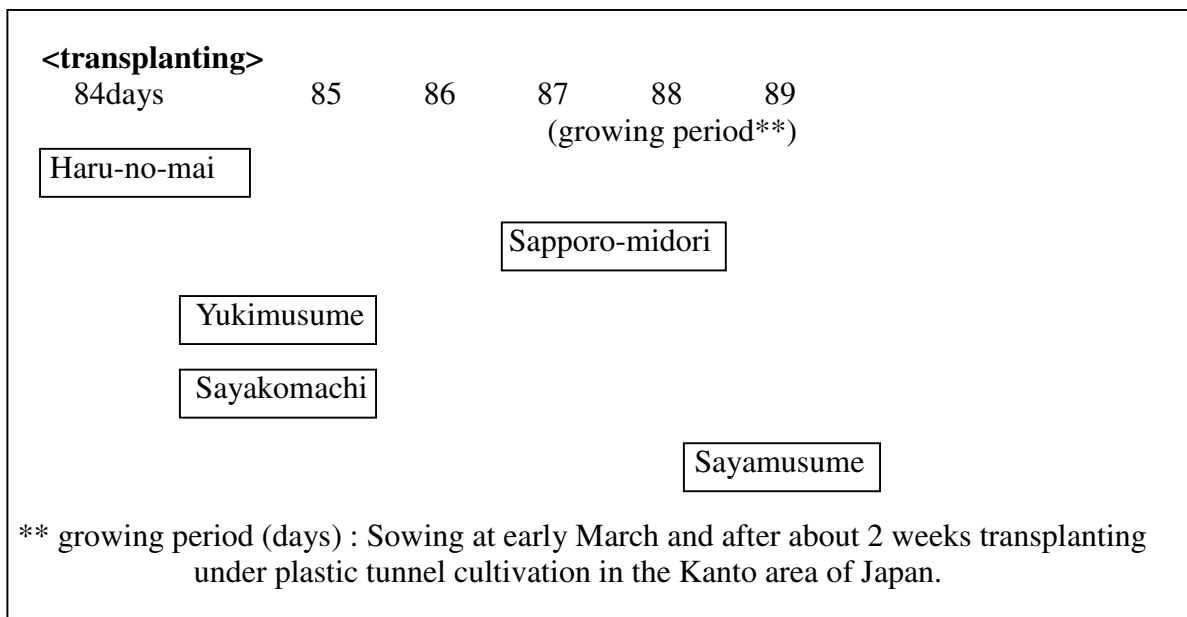 <transplanting>
84days 85 86 87 88 89
(growing period**)
Haru-no-mai
Sapporo-midori
Yukimusume
Sayakomachi
Sayamusume
** growing period (days) : Sowing at early March and after about 2 weeks transplanting
under plastic tunnel cultivation in the Kanto area of Japan.